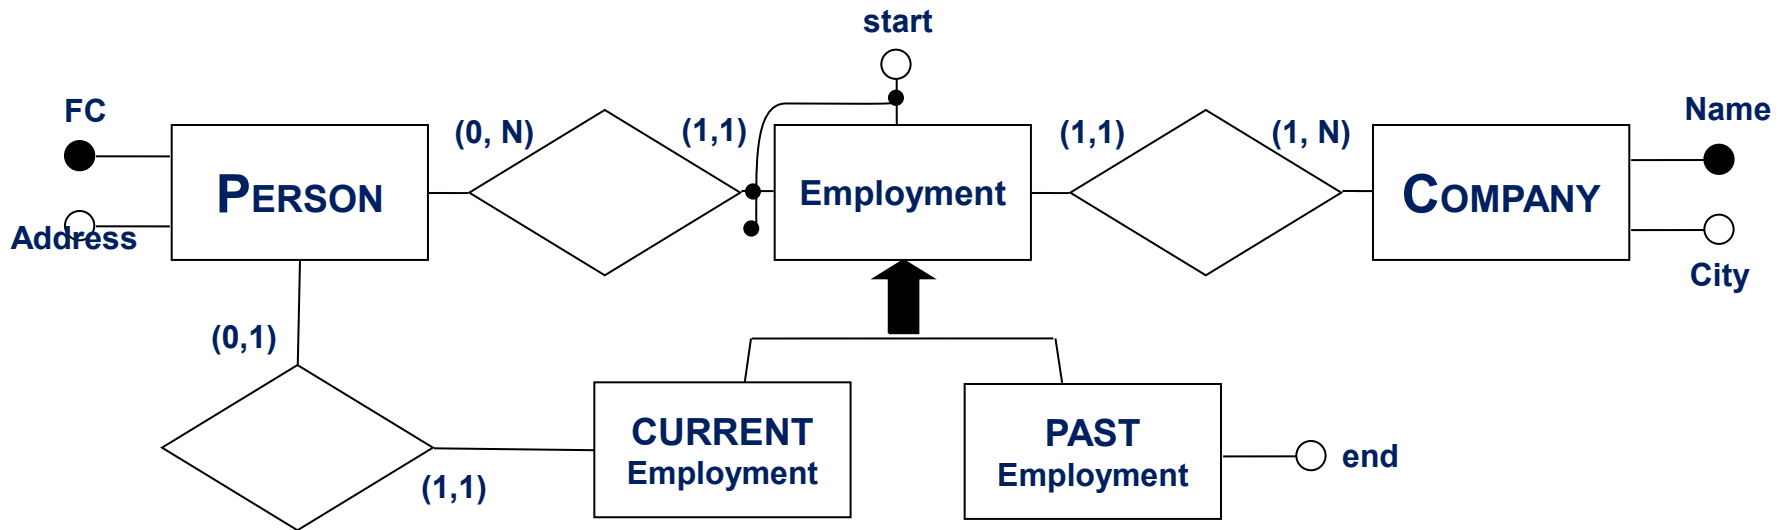 start
FC
(0, N)
(1,1)
(1,1)
(1, N)
Name
PERSON
Employment
COMPANY
Address
City
(0,1)
CURRENT
Employment
PAST
Employment
end
(1,1)